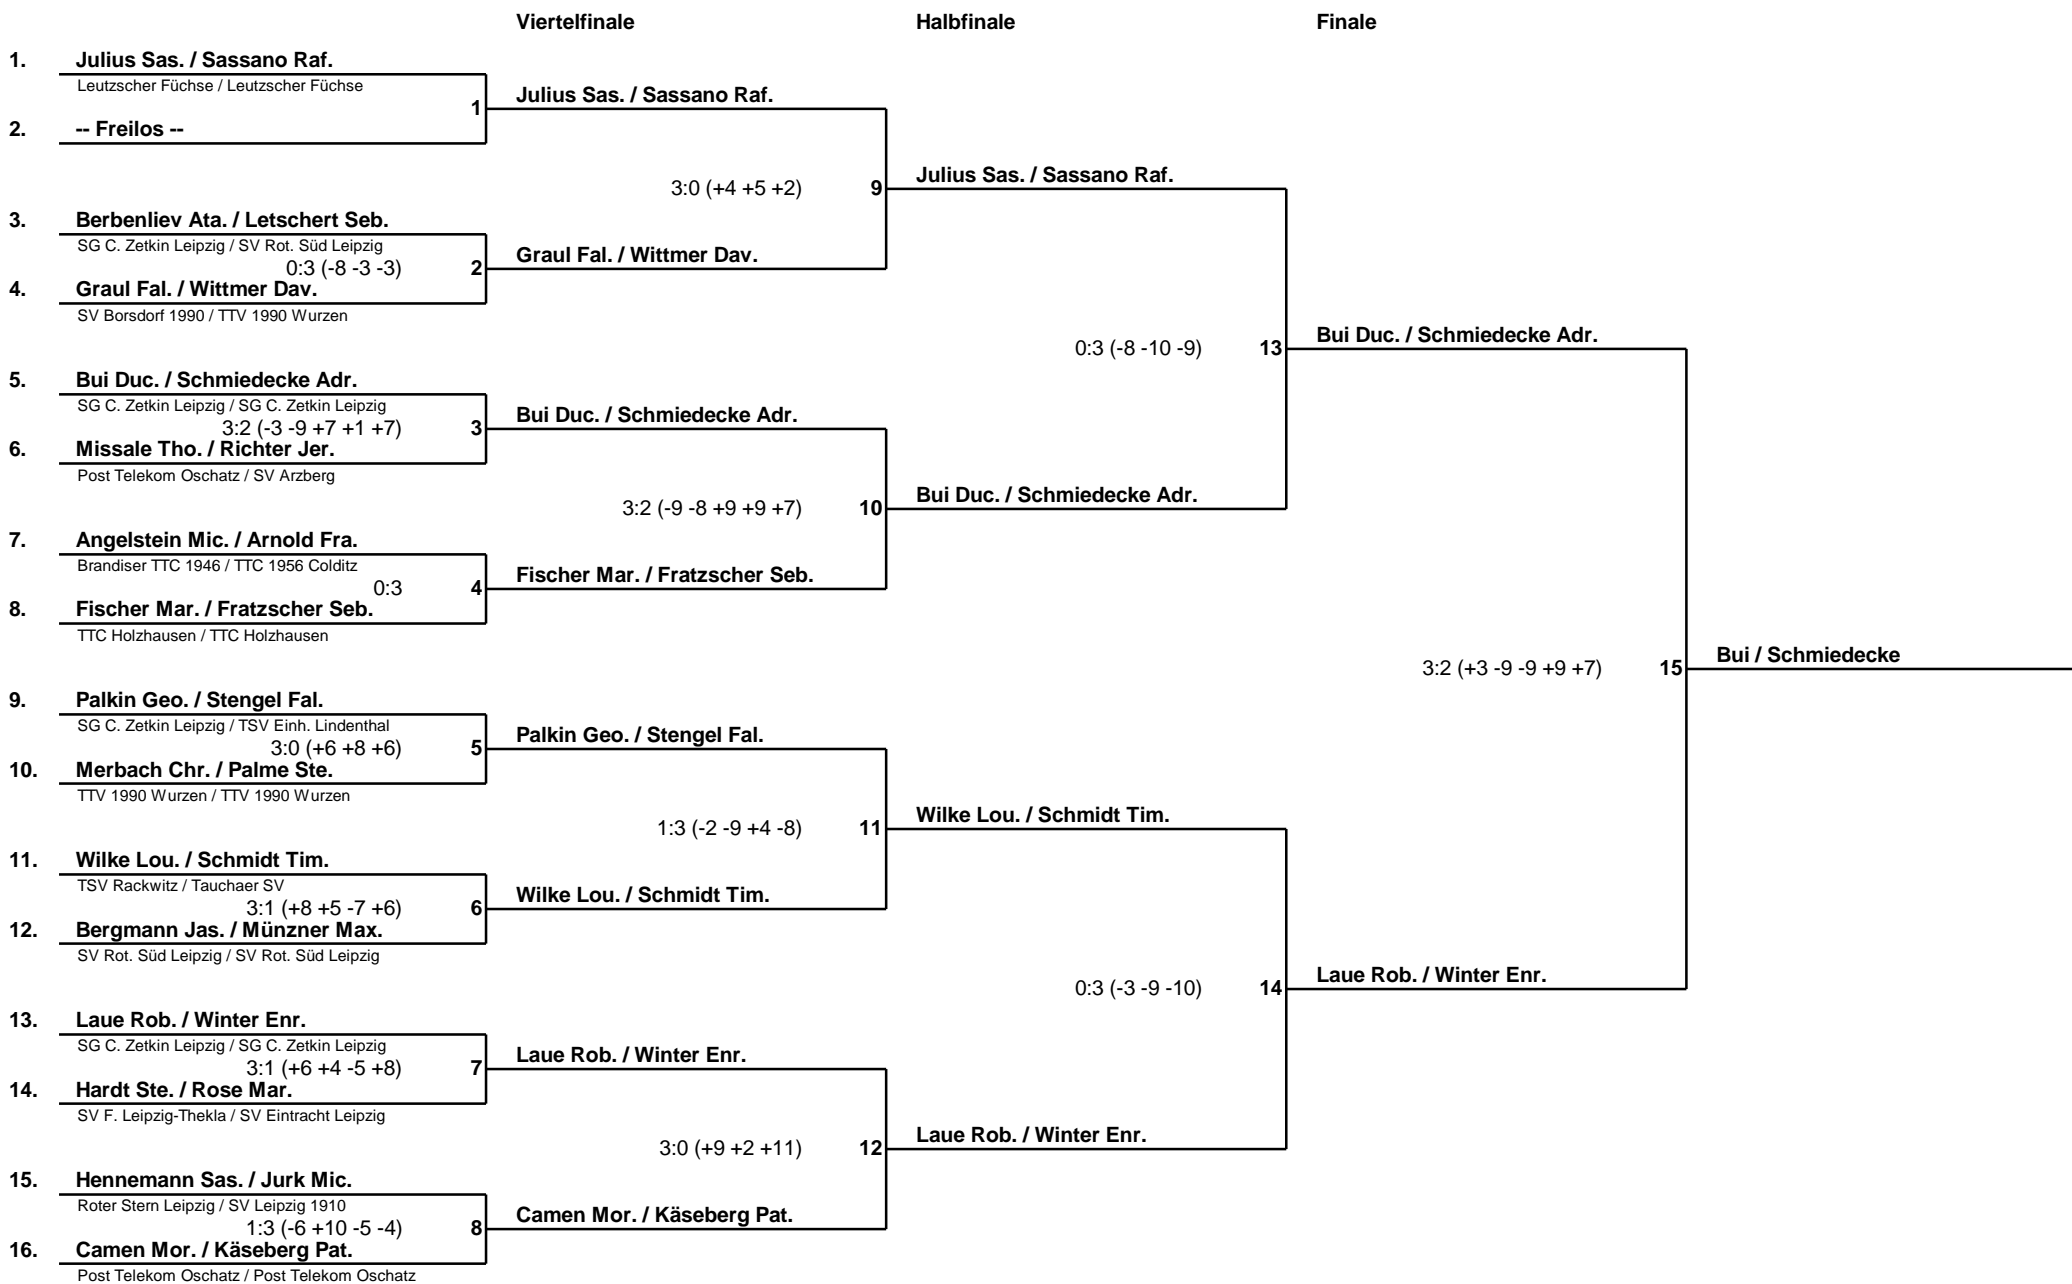 Viertelfinale Halbfinale Finale
1. Julius Sas. / Sassano Raf.
Leutzscher Füchse / Leutzscher Füchse
1 Julius Sas. / Sassano Raf.
2. -- Freilos --
3:0 (+4 +5 +2) 9 Julius Sas. / Sassano Raf.
3. Berbenliev Ata. / Letschert Seb.
SG C. Zetkin Leipzig / SV Rot. Süd Leipzig
0:3 (-8 -3 -3) 2 Graul Fal. / Wittmer Dav.
4. Graul Fal. / Wittmer Dav.
SV Borsdorf 1990 / TTV 1990 Wurzen
0:3 (-8 -10 -9) 13 Bui Duc. / Schmiedecke Adr.
5. Bui Duc. / Schmiedecke Adr.
SG C. Zetkin Leipzig / SG C. Zetkin Leipzig
3:2 (-3 -9 +7 +1 +7) 3 Bui Duc. / Schmiedecke Adr.
6. Missale Tho. / Richter Jer.
Post Telekom Oschatz / SV Arzberg
3:2 (-9 -8 +9 +9 +7) 10 Bui Duc. / Schmiedecke Adr.
7. Angelstein Mic. / Arnold Fra.
Brandiser TTC 1946 / TTC 1956 Colditz
0:3 4 Fischer Mar. / Fratzscher Seb.
8. Fischer Mar. / Fratzscher Seb.
TTC Holzhausen / TTC Holzhausen
3:2 (+3 -9 -9 +9 +7) 15 Bui / Schmiedecke
9. Palkin Geo. / Stengel Fal.
SG C. Zetkin Leipzig / TSV Einh. Lindenthal
3:0 (+6 +8 +6) 5 Palkin Geo. / Stengel Fal.
10. Merbach Chr. / Palme Ste.
TTV 1990 Wurzen / TTV 1990 Wurzen
1:3 (-2 -9 +4 -8) 11 Wilke Lou. / Schmidt Tim.
11. Wilke Lou. / Schmidt Tim.
TSV Rackwitz / Tauchaer SV
3:1 (+8 +5 -7 +6) 6 Wilke Lou. / Schmidt Tim.
12. Bergmann Jas. / Münzner Max.
SV Rot. Süd Leipzig / SV Rot. Süd Leipzig
0:3 (-3 -9 -10) 14 Laue Rob. / Winter Enr.
13. Laue Rob. / Winter Enr.
SG C. Zetkin Leipzig / SG C. Zetkin Leipzig
3:1 (+6 +4 -5 +8) 7 Laue Rob. / Winter Enr.
14. Hardt Ste. / Rose Mar.
SV F. Leipzig-Thekla / SV Eintracht Leipzig
3:0 (+9 +2 +11) 12 Laue Rob. / Winter Enr.
15. Hennemann Sas. / Jurk Mic.
Roter Stern Leipzig / SV Leipzig 1910
1:3 (-6 +10 -5 -4) 8 Camen Mor. / Käseberg Pat.
16. Camen Mor. / Käseberg Pat.
Post Telekom Oschatz / Post Telekom Oschatz